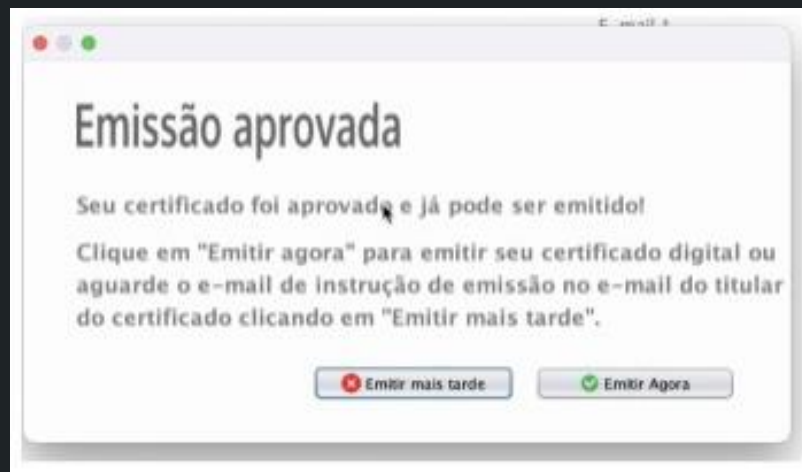 E-mail *
Emissão aprovada
Seu certificado foi aprovado e já pode ser emitido!
Clique em "Emitir agora" para emitir seu certificado digital ou
aguarde o e-mail de instrução de emissão no e-mail do titular
do certificado clicando em "Emitir mais tarde".
Emitir mais tarde
Emitir Agora